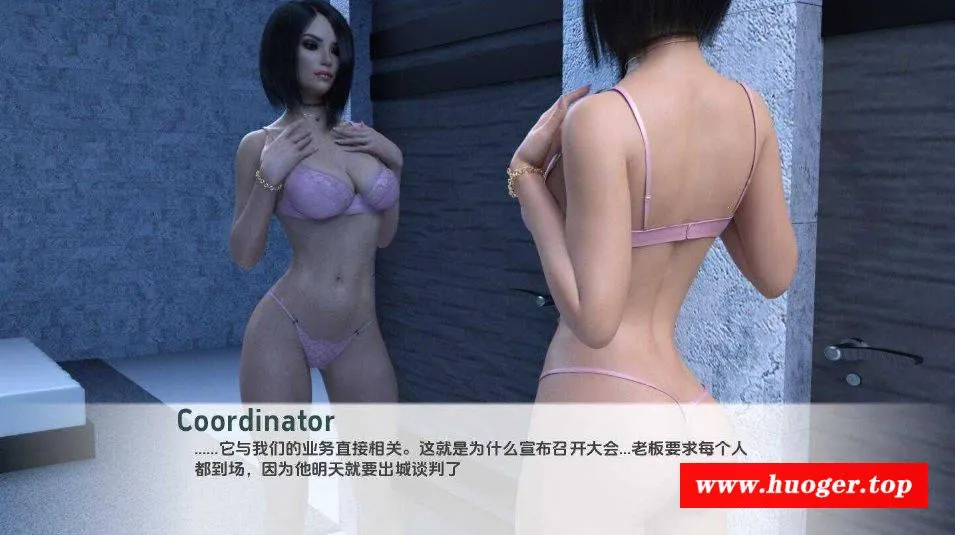 Coordinator
......它与我们的业务直接相关。这就是为什么宣布召开大会...老板要求每个人
都到场，因为他明天就要出城谈判了
www.huoger.top